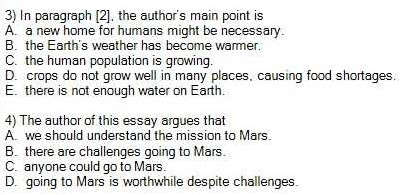 3) In paragraph [2], the author's main point is
A. a new home for humans might be necessary.
B. the Earth's weather has become warmer.
C. the human population is growing.
D. crops do not grow well in many places, causing food shortages.
E. there is not enough water on Earth.
4) The author of this essay argues that
A. we should understand the mission to Mars.
B. there are challenges going to Mars.
C. anyone could go to Mars.
D. going to Mars is worthwhile despite challenges.